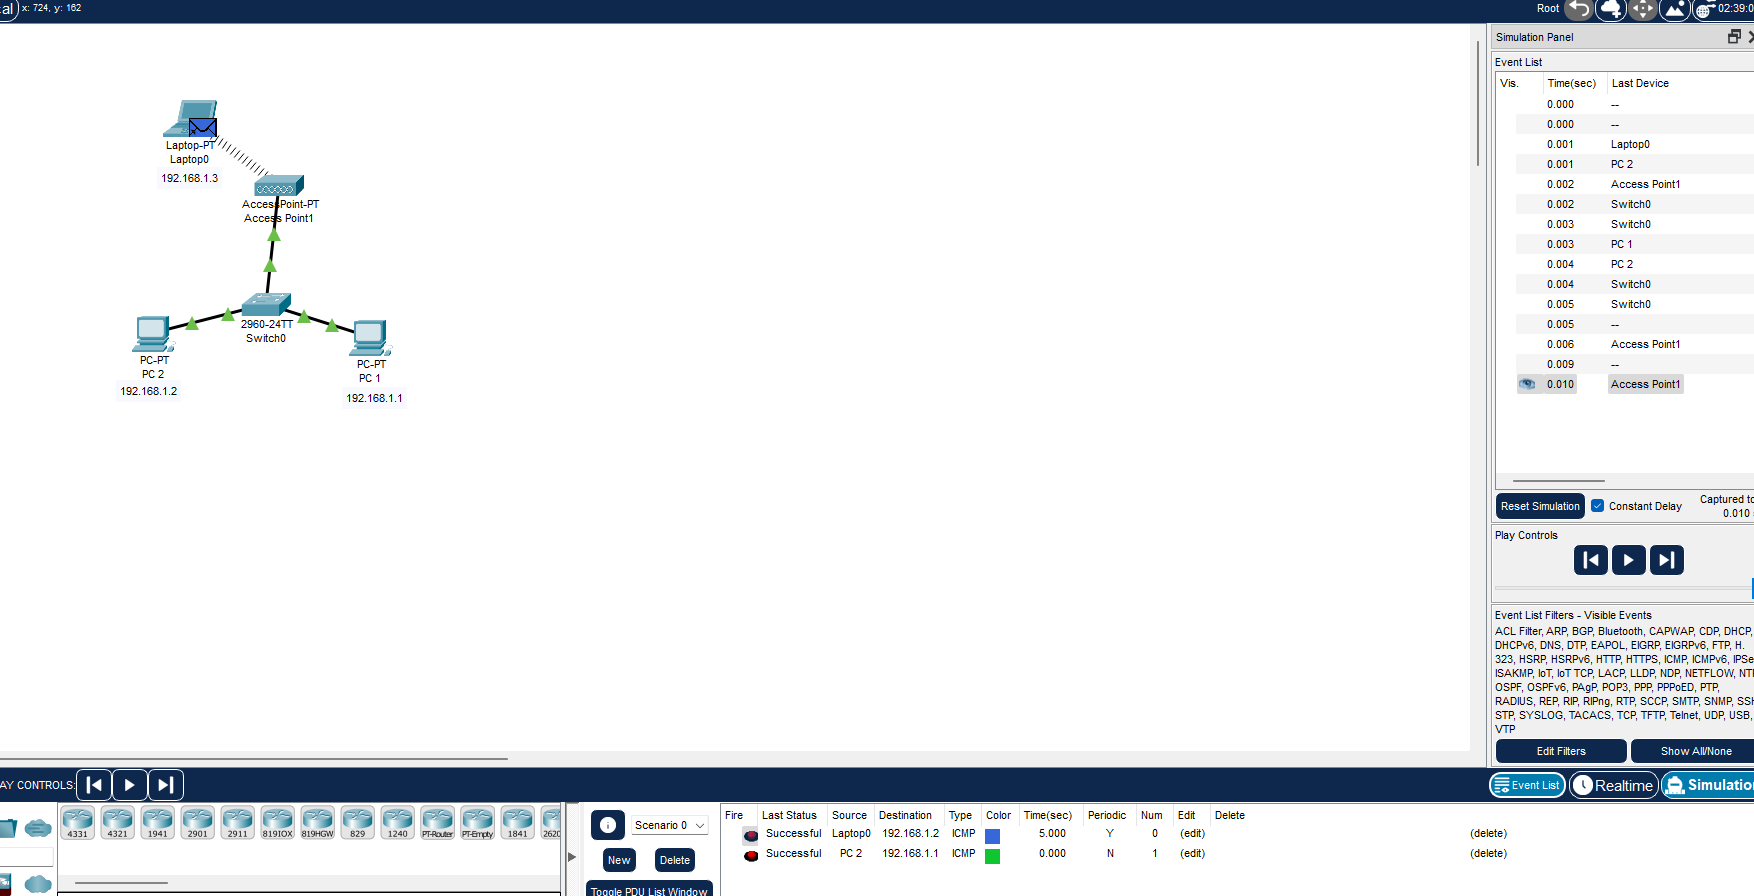 al x: 724, y: 162
Root
02:39:0
Simulation Panel
Event List
Vis. Time(sec) Last Device
0.000 --
0.000 --
0.001 Laptop0
0.001 PC 2
0.002 Access Point1
0.002 Switch0
0.003 Switch0
0.003 PC 1
0.004 PC 2
0.004 Switch0
0.005 Switch0
0.005 --
0.006 Access Point1
0.009 --
0.010 Access Point1
Laptop-PT
Laptop0
192.168.1.3
AccessPoint-PT
Access Point1
2960-24TT
Switch0
PC-PT
PC 2
192.168.1.2
PC-PT
PC 1
192.168.1.1
Reset Simulation Constant Delay Captured to
0.010
Play Controls
Event List Filters - Visible Events
ACL Filter, ARP, BGP, Bluetooth, CAPWAP, CDP, DHCP,
DHCPv6, DNS, DTP, EAPOL, EIGRP, EIGRPv6, FTP, H.
323, HSRP, HSRPv6, HTTP, HTTPS, ICMP, ICMPv6, IPSe
ISAKMP, IoT, IoT TCP, LACP, LLDP, NDP, NETFLOW, NT
OSPF, OSPFv6, PAgP, POP3, PPP, PPPoED, PTP,
RADIUS, REP, RIP, RIPng, RTP, SCCP, SMTP, SNMP, SSH
STP, SYSLOG, TACACS, TCP, TFTP, Telnet, UDP, USB,
VTP
Edit Filters Show All/None
AY CONTROLS:
Event List Realtime Simulation
4331 4321 1941 2901 2911 819IOX 819HGW 829 1240 PT-Router PT-Empty 1841 2620
Scenario 0
New Delete
Toggle PDU List Window
Fire Last Status Source Destination Type Color Time(sec) Periodic Num Edit Delete
Successful Laptop0 192.168.1.2 ICMP 5.000 Y 0 (edit) (delete)
Successful PC 2 192.168.1.1 ICMP 0.000 N 1 (edit) (delete)